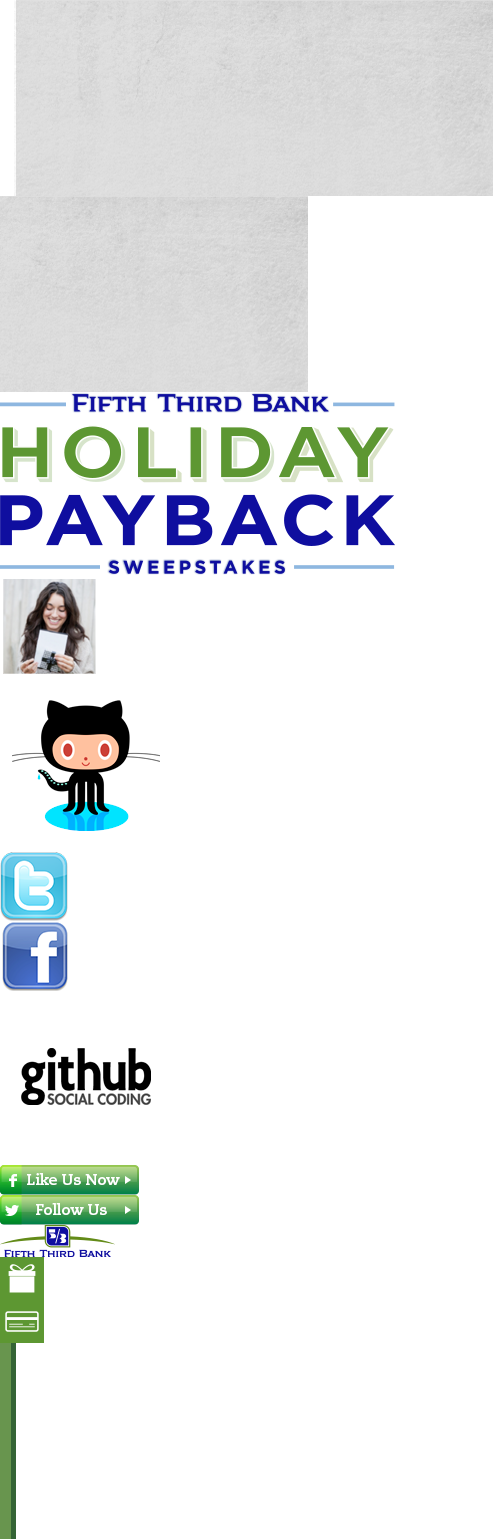 FIFTH THIRD BANK
HOLIDAY
PAYBACK
SWEEPSTAKES
t
f
github
SOCIAL CODING
f Like Us Now
Follow Us
5/3
FIFTH THIRD BANK